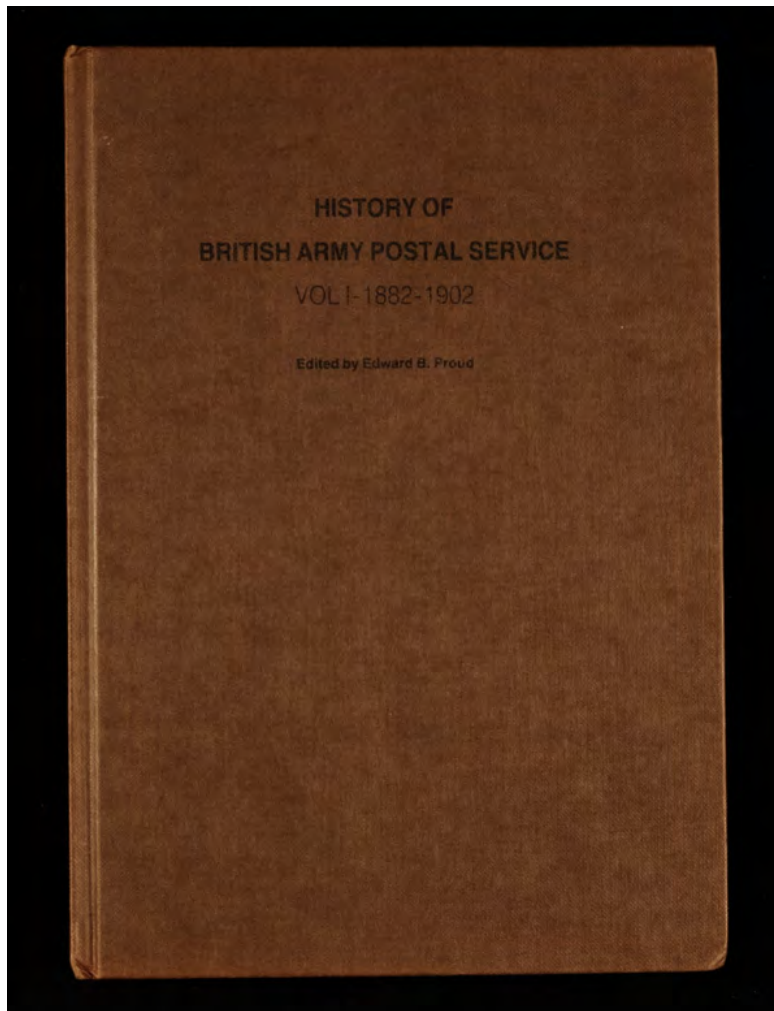 HISTORY OF
BRITISH ARMY POSTAL SERVICE
VOL I-1882-1902
Edited by Edward B. Proud